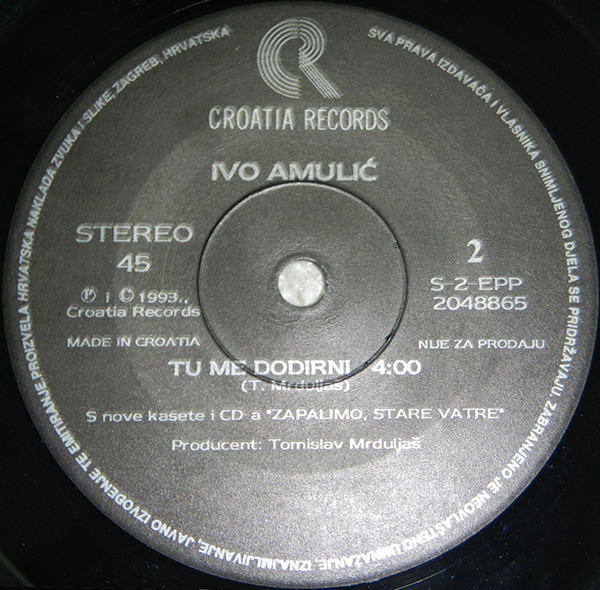 CROATIA RECORDS
IVO AMULIĆ
STEREO
45
2
S-2-EPP
2048865
℗ i © 1993.,
Croatia Records
MADE IN CROATIA
NIJE ZA PRODAJU
TU ME DODIRNI 4:00
(T. Mrduljaš)
S nove kasete i CD-a "ZAPALIMO, STARE VATRE"
Producent: Tomislav Mrduljaš
PROIZVELA HRVATSKA NAKLADA ZVUKA I SLIKE, ZAGREB, HRVATSKA
SVA PRAVA IZDAVAČA I VLASNIKA SNIMLJENOG DJELA SE PRIDRŽAVAJU. ZABRANJENO JE NEOVLAŠTENO UMNAŽANJE, IZNAJMLJIVANJE, JAVNO IZVOĐENJE TE EMITIRANJE